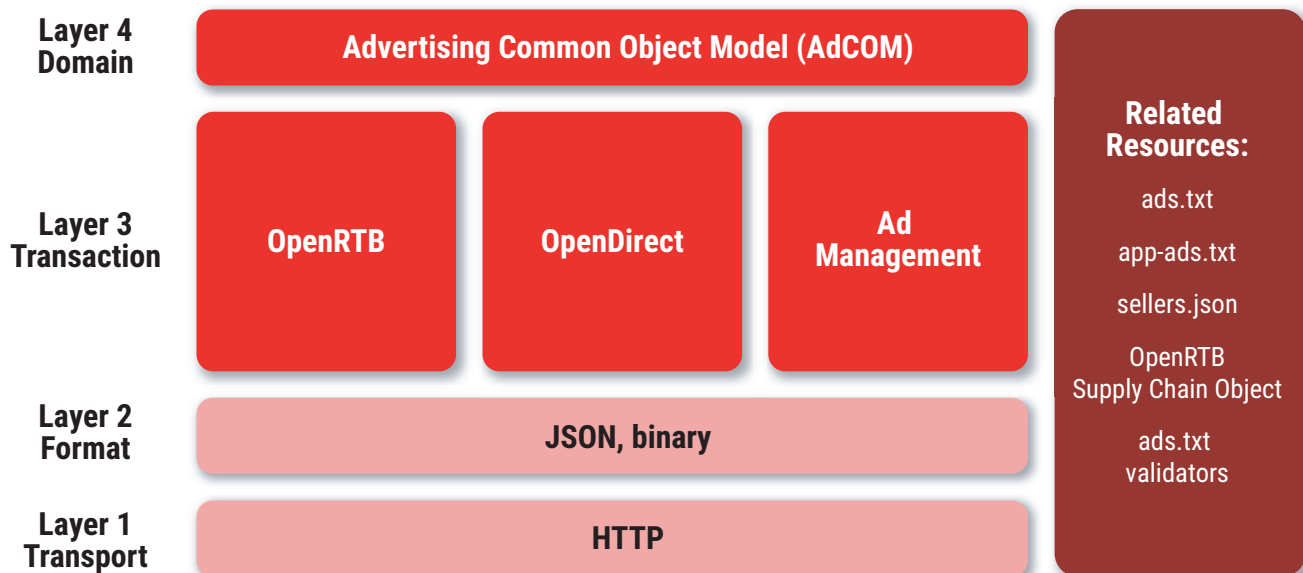 Layer 4
Domain
Advertising Common Object Model (AdCOM)
Layer 3
Transaction
OpenRTB
OpenDirect
Ad
Management
Layer 2
Format
JSON, binary
Layer 1
Transport
HTTP
Related
Resources:
ads.txt
app-ads.txt
sellers.json
OpenRTB
Supply Chain Object
ads.txt
validators